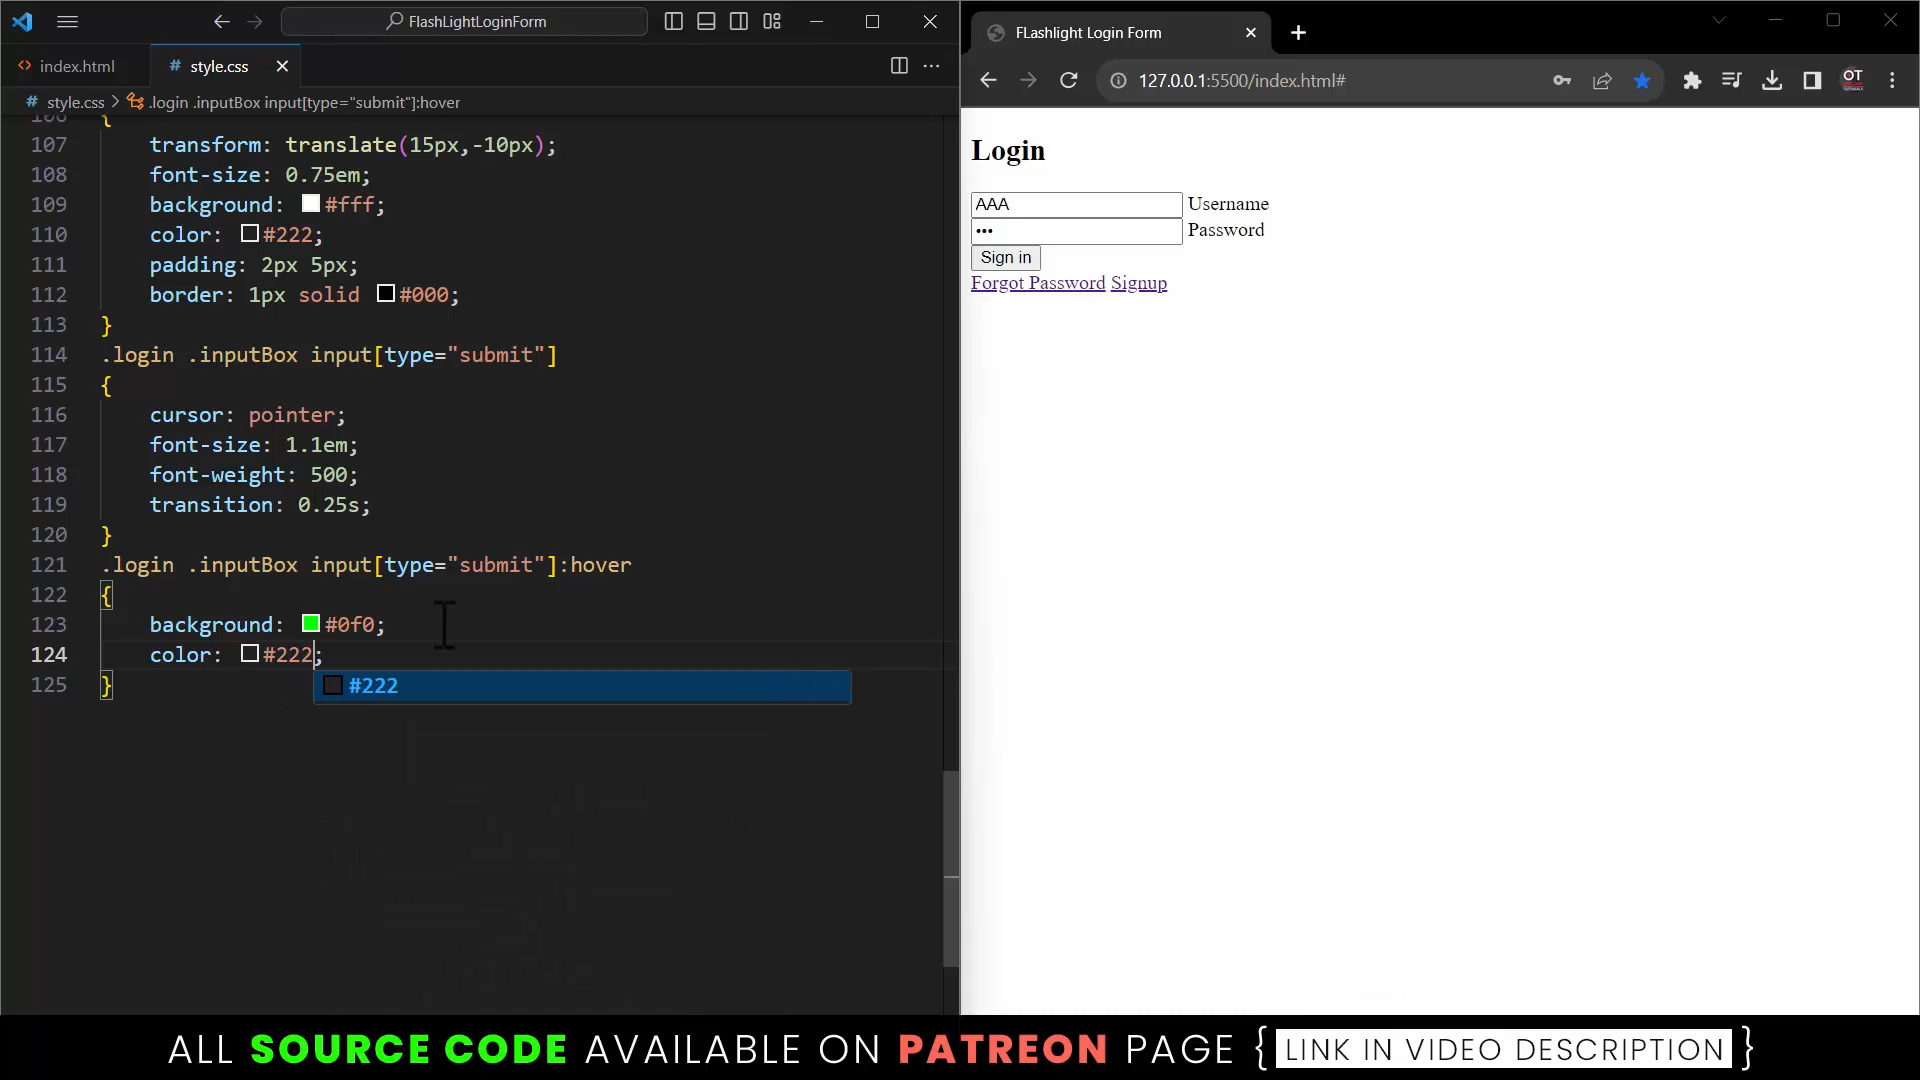 FlashLightLoginForm
index.html
# style.css
# style.css > .login .inputBox input[type="submit"]:hover
106 {
107 transform: translate(15px,-10px);
108 font-size: 0.75em;
109 background: #fff;
110 color: #222;
111 padding: 2px 5px;
112 border: 1px solid #000;
113 }
114 .login .inputBox input[type="submit"]
115 {
116 cursor: pointer;
117 font-size: 1.1em;
118 font-weight: 500;
119 transition: 0.25s;
120 }
121 .login .inputBox input[type="submit"]:hover
122 {
123 background: #0f0;
124 color: #222;
125 }
#222
FLashlight Login Form
127.0.0.1:5500/index.html#
OT
Login
AAA Username
••• Password
Sign in
Forgot Password Signup
ALL SOURCE CODE AVAILABLE ON PATREON PAGE { LINK IN VIDEO DESCRIPTION }